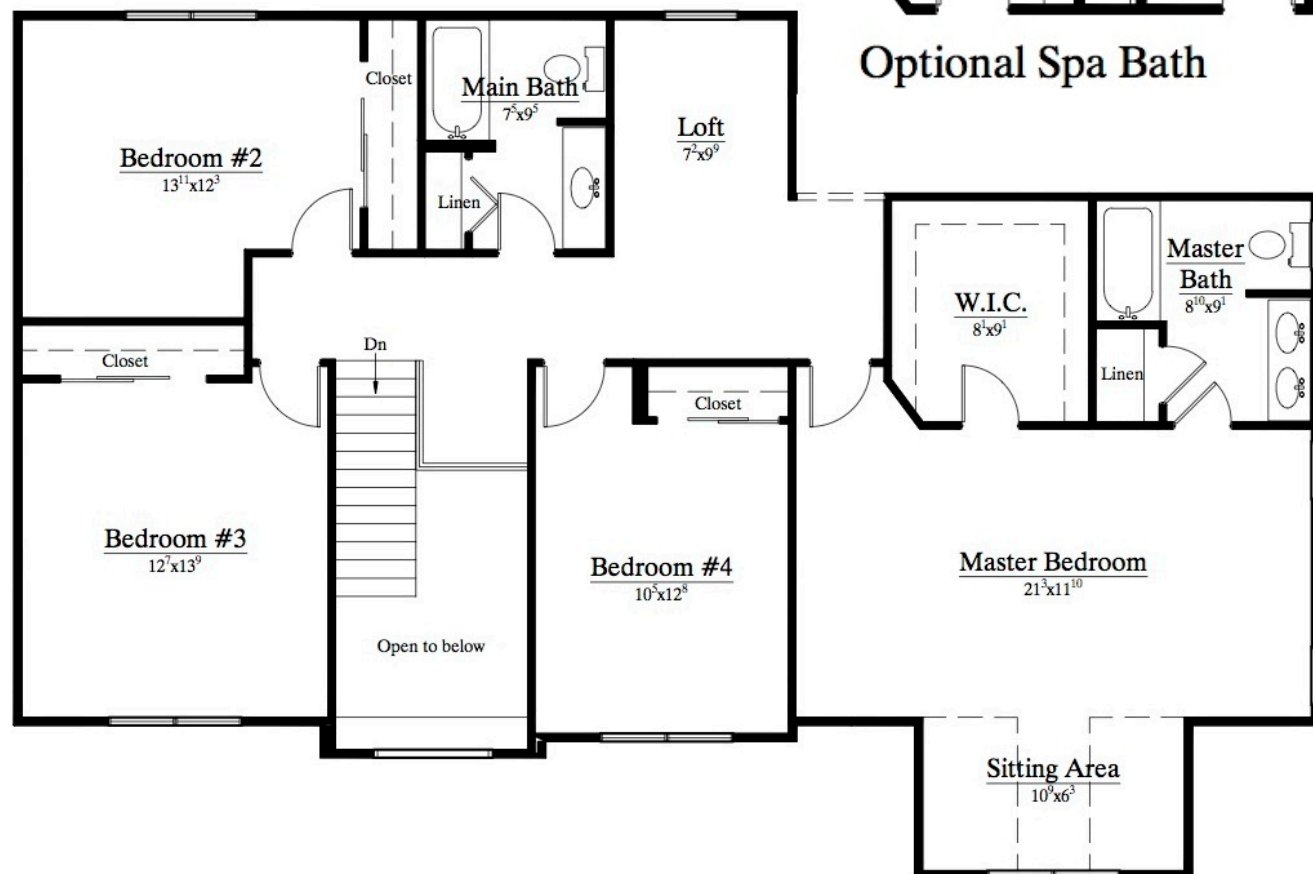 Optional Spa Bath
Closet
Main Bath
7⁵x9⁵
Loft
7²x9⁹
Bedroom #2
13¹¹x12³
Linen
Master
Bath
8¹⁰x9¹
W.I.C.
8¹x9¹
Dn
Closet
Linen
Closet
Bedroom #3
12⁷x13⁹
Bedroom #4
10⁵x12⁸
Master Bedroom
21³x11¹⁰
Open to below
Sitting Area
10⁹x6³